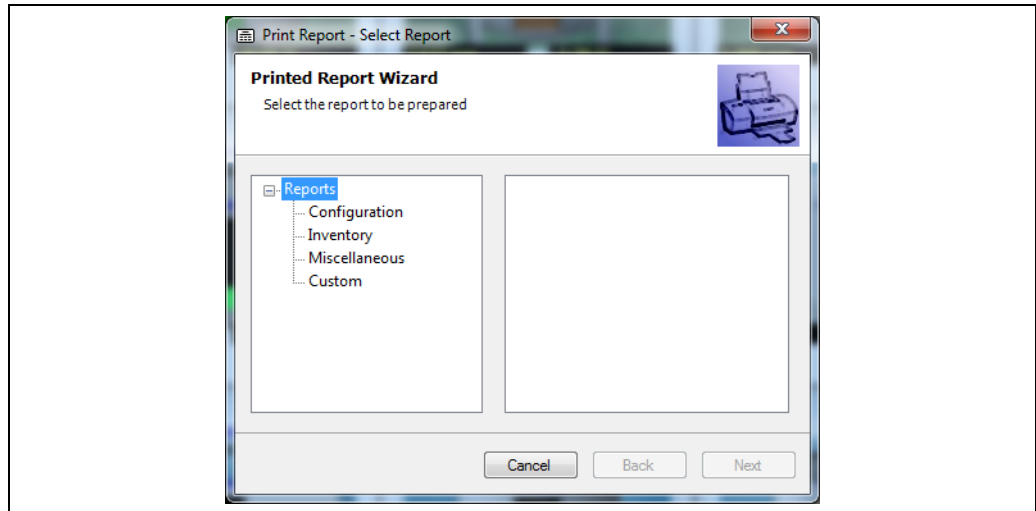 Print Report - Select Report
Printed Report Wizard
Select the report to be prepared
Reports
Configuration
Inventory
Miscellaneous
Custom
Cancel Back Next